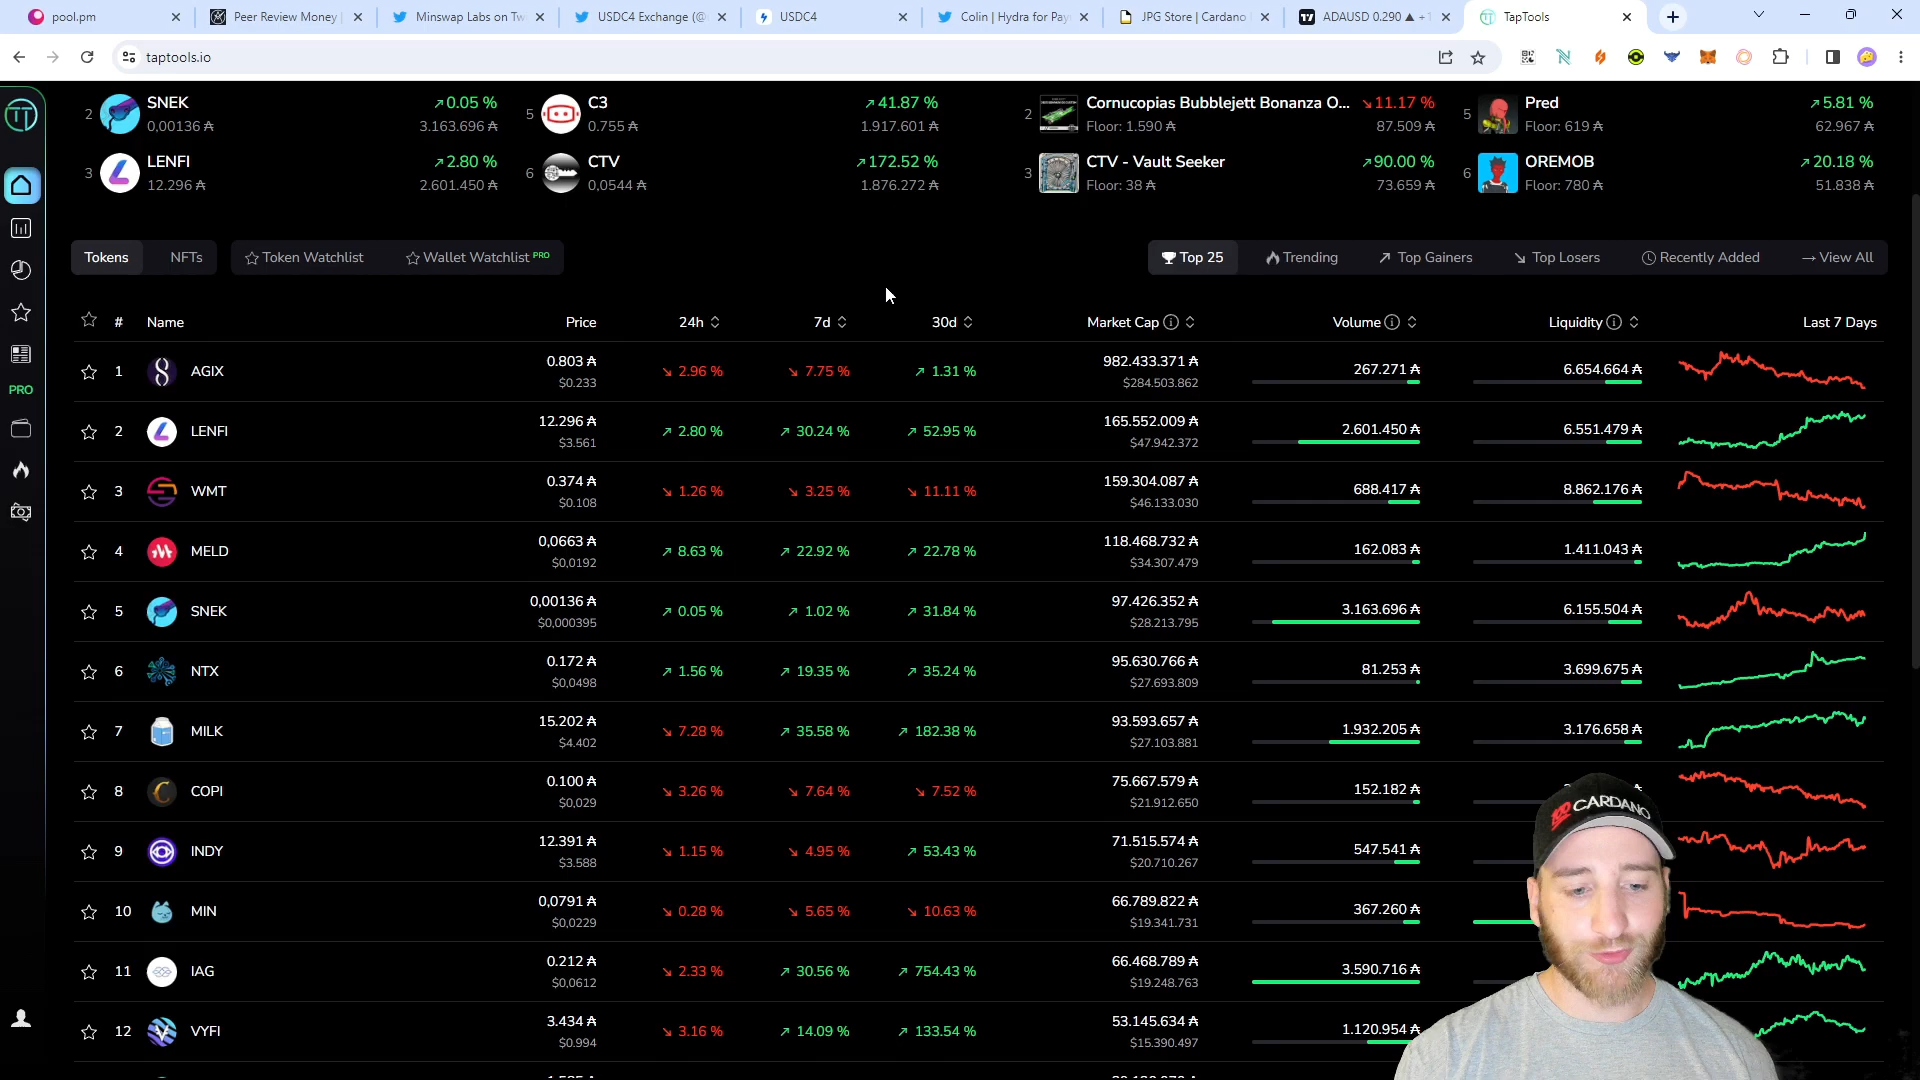 pool.pm
Peer Review Money
Minswap Labs on Tw
USDC4 Exchange (@
USDC4
Colin | Hydra for Pay
JPG Store | Cardano
ADAUSD 0.290 ▲ +1
TapTools
taptools.io
2 SNEK ↗0.05 %
0,00136 ₳ 3.163.696 ₳
5 C3 ↗41.87 %
0.755 ₳ 1.917.601 ₳
2 Cornucopias Bubblejett Bonanza O... ↘11.17 %
Floor: 1.590 ₳ 87.509 ₳
5 Pred ↗5.81 %
Floor: 619 ₳ 62.967 ₳
3 LENFI ↗2.80 %
12.296 ₳ 2.601.450 ₳
6 CTV ↗172.52 %
0,0544 ₳ 1.876.272 ₳
3 CTV - Vault Seeker ↗90.00 %
Floor: 38 ₳ 73.659 ₳
6 OREMOB ↗20.18 %
Floor: 780 ₳ 51.838 ₳
Tokens NFTs Token Watchlist Wallet Watchlist PRO Top 25 Trending ↗ Top Gainers ↘ Top Losers Recently Added → View All
# Name Price 24h 7d 30d Market Cap Volume Liquidity Last 7 Days
1 AGIX 0.803 ₳ ↘ 2.96 % ↘ 7.75 % ↗ 1.31 % 982.433.371 ₳ 267.271 ₳ 6.654.664 ₳
$0.233 $284.503.862
2 LENFI 12.296 ₳ ↗ 2.80 % ↗ 30.24 % ↗ 52.95 % 165.552.009 ₳ 2.601.450 ₳ 6.551.479 ₳
$3.561 $47.942.372
3 WMT 0.374 ₳ ↘ 1.26 % ↘ 3.25 % ↘ 11.11 % 159.304.087 ₳ 688.417 ₳ 8.862.176 ₳
$0.108 $46.133.030
4 MELD 0,0663 ₳ ↗ 8.63 % ↗ 22.92 % ↗ 22.78 % 118.468.732 ₳ 162.083 ₳ 1.411.043 ₳
$0,0192 $34.307.479
5 SNEK 0,00136 ₳ ↗ 0.05 % ↗ 1.02 % ↗ 31.84 % 97.426.352 ₳ 3.163.696 ₳ 6.155.504 ₳
$0,000395 $28.213.795
6 NTX 0.172 ₳ ↗ 1.56 % ↗ 19.35 % ↗ 35.24 % 95.630.766 ₳ 81.253 ₳ 3.699.675 ₳
$0,0498 $27.693.809
7 MILK 15.202 ₳ ↘ 7.28 % ↗ 35.58 % ↗ 182.38 % 93.593.657 ₳ 1.932.205 ₳ 3.176.658 ₳
$4.402 $27.103.881
8 COPI 0.100 ₳ ↘ 3.26 % ↘ 7.64 % ↘ 7.52 % 75.667.579 ₳ 152.182 ₳
$0,029 $21.912.650
9 INDY 12.391 ₳ ↘ 1.15 % ↘ 4.95 % ↗ 53.43 % 71.515.574 ₳ 547.541 ₳
$3.588 $20.710.267
10 MIN 0,0791 ₳ ↘ 0.28 % ↘ 5.65 % ↘ 10.63 % 66.789.822 ₳ 367.260 ₳
$0,0229 $19.341.731
11 IAG 0.212 ₳ ↘ 2.33 % ↗ 30.56 % ↗ 754.43 % 66.468.789 ₳ 3.590.716 ₳
$0,0612 $19.248.763
12 VYFI 3.434 ₳ ↘ 3.16 % ↗ 14.09 % ↗ 133.54 % 53.145.634 ₳ 1.120.954 ₳
$0.994 $15.390.497
PRO
CARDANO